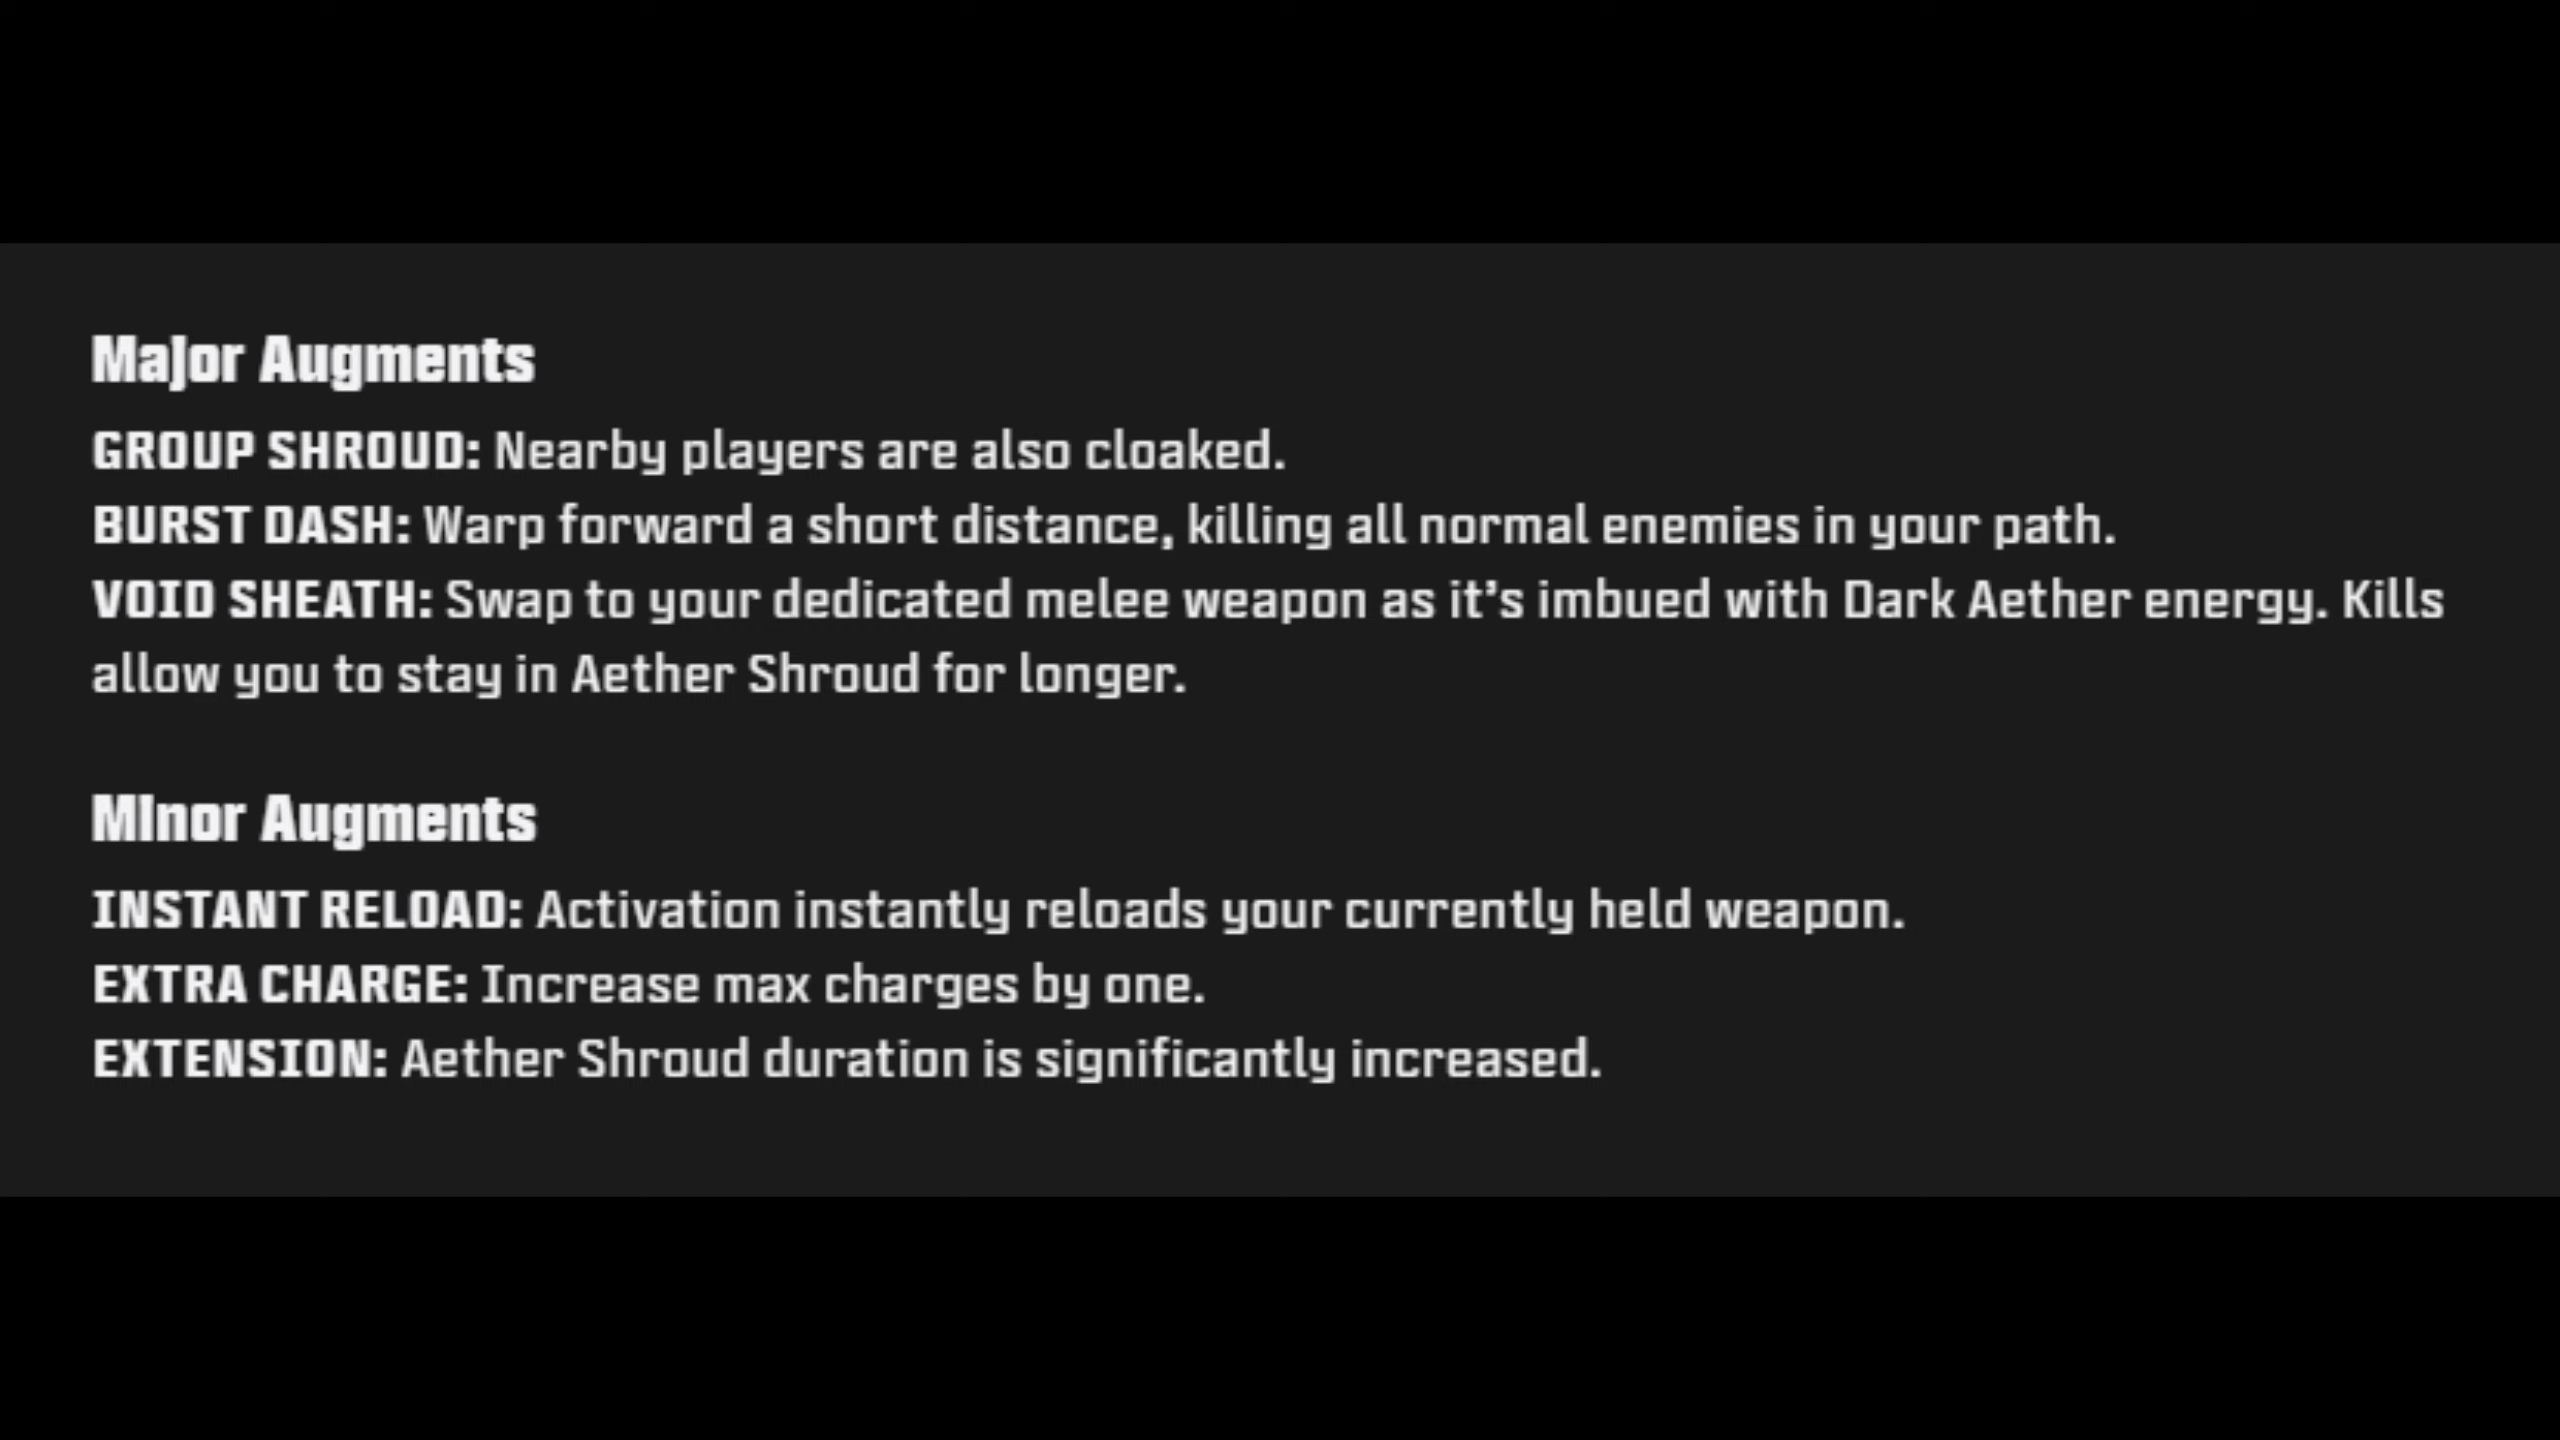 Major Augments
GROUP SHROUD: Nearby players are also cloaked.
BURST DASH: Warp forward a short distance, killing all normal enemies in your path.
VOID SHEATH: Swap to your dedicated melee weapon as it’s imbued with Dark Aether energy. Kills
allow you to stay in Aether Shroud for longer.
Minor Augments
INSTANT RELOAD: Activation instantly reloads your currently held weapon.
EXTRA CHARGE: Increase max charges by one.
EXTENSION: Aether Shroud duration is significantly increased.